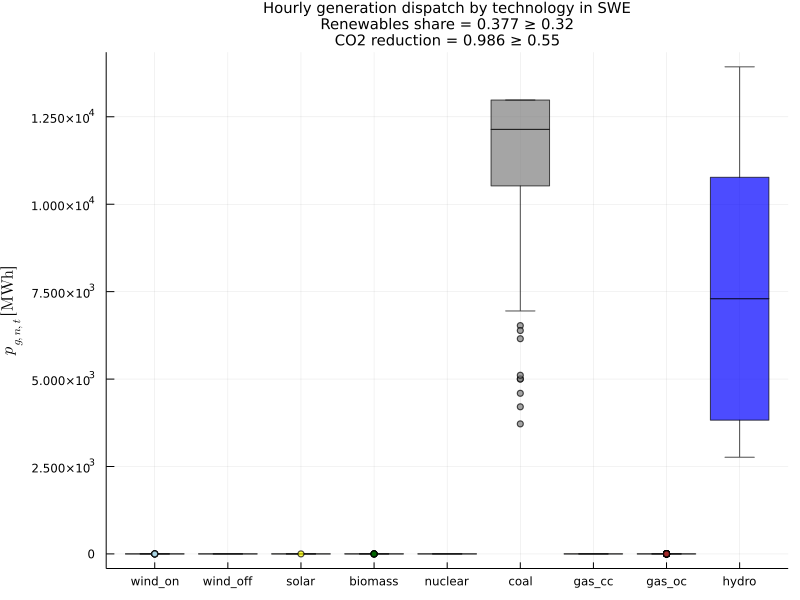 Hourly generation dispatch by technology in SWE
Renewables share = 0.377 ≥ 0.32
CO2 reduction = 0.986 ≥ 0.55
p_{g,n,t} [MWh]
1.250×10⁴
1.000×10⁴
7.500×10³
5.000×10³
2.500×10³
0
wind_on wind_off solar biomass nuclear coal gas_cc gas_oc hydro